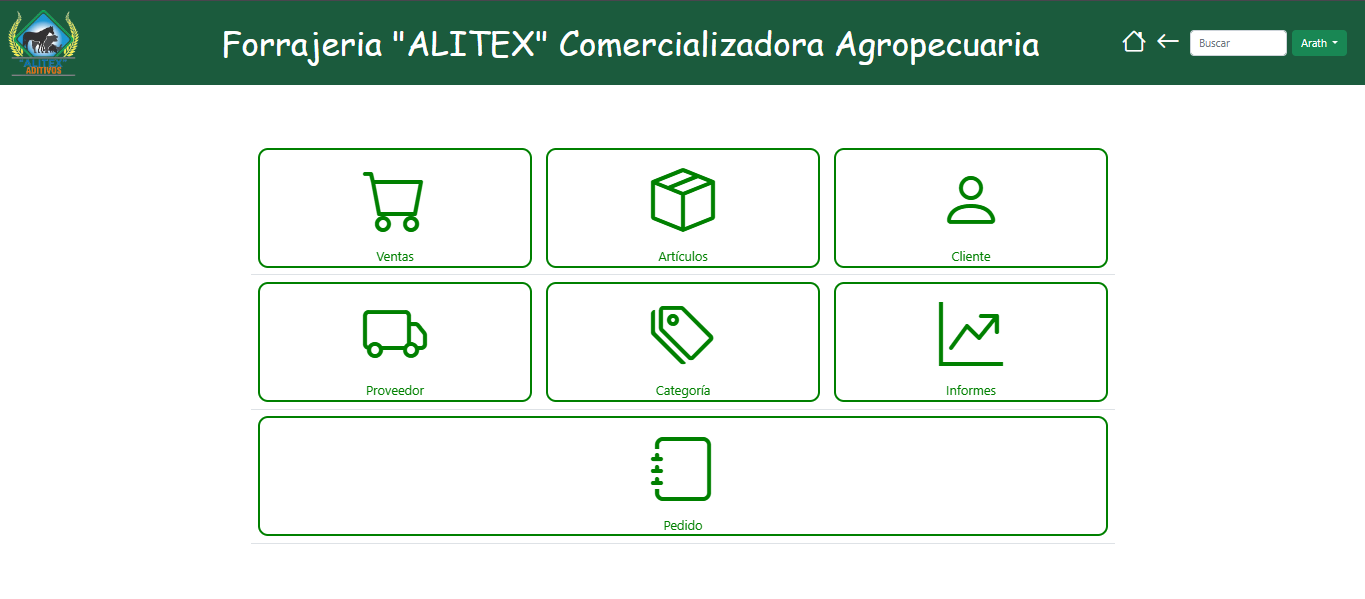 "ALITEX"
ADITIVOS
Forrajeria "ALITEX" Comercializadora Agropecuaria
Buscar
Arath
Ventas
Artículos
Cliente
Proveedor
Categoría
Informes
Pedido